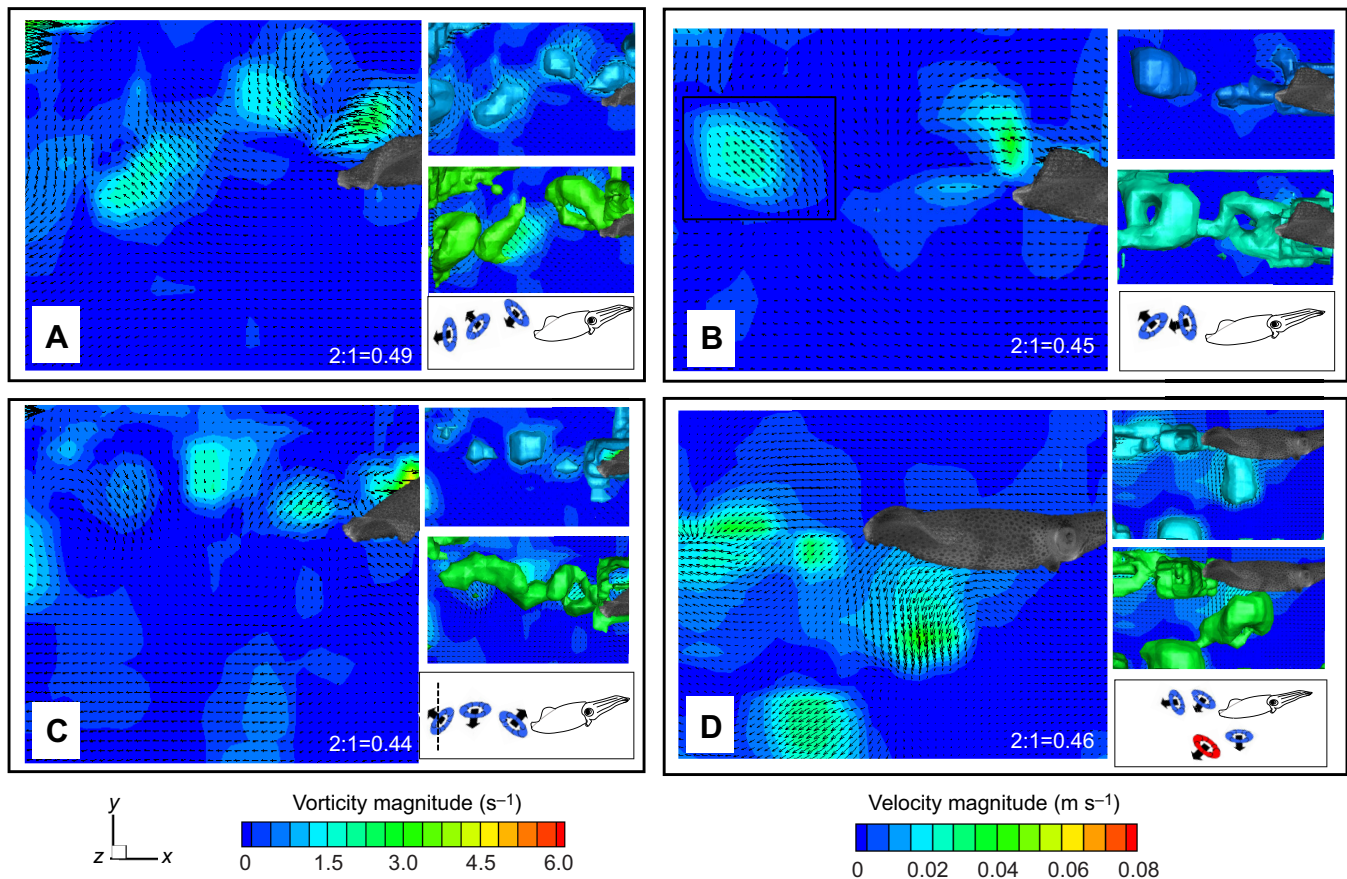 A
2:1=0.49
B
2:1=0.45
C
2:1=0.44
D
2:1=0.46
y
z x
Vorticity magnitude (s–1)
0 1.5 3.0 4.5 6.0
Velocity magnitude (m s–1)
0 0.02 0.04 0.06 0.08